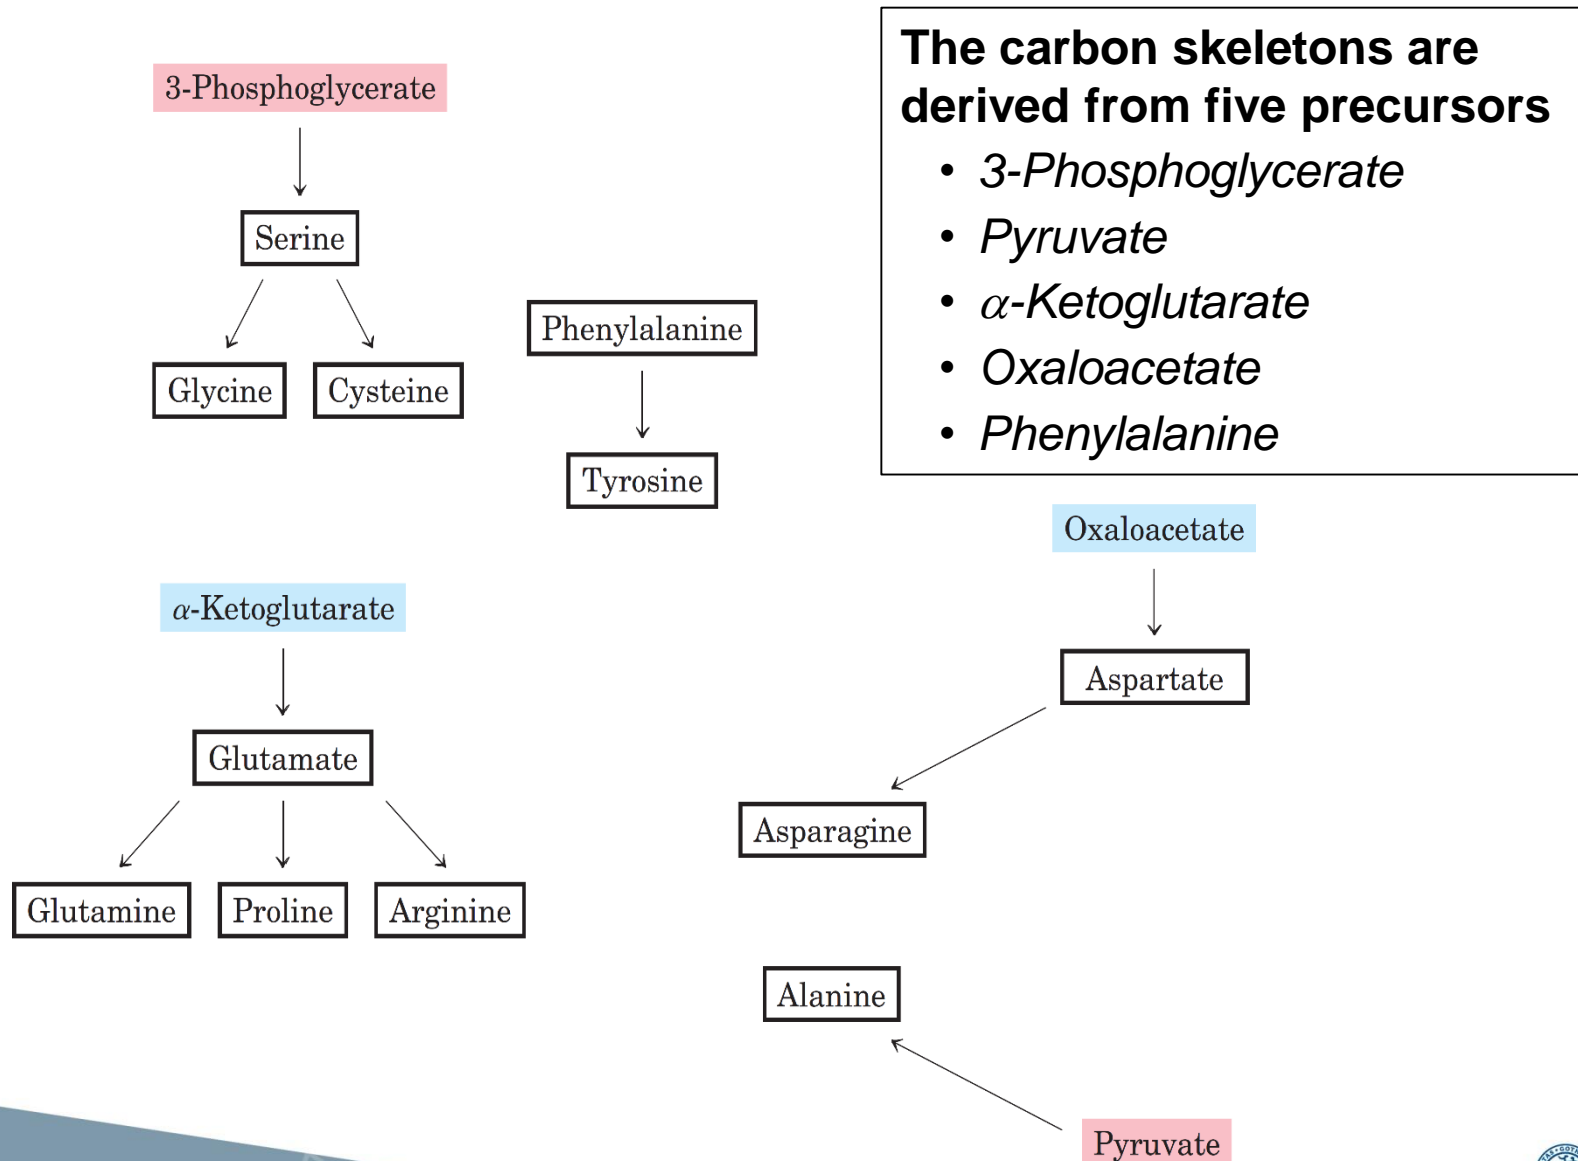 The carbon skeletons are
derived from five precursors
• 3-Phosphoglycerate
• Pyruvate
• α-Ketoglutarate
• Oxaloacetate
• Phenylalanine
3-Phosphoglycerate
Serine
Glycine
Cysteine
Phenylalanine
Tyrosine
Oxaloacetate
Aspartate
Asparagine
α-Ketoglutarate
Glutamate
Glutamine
Proline
Arginine
Alanine
Pyruvate